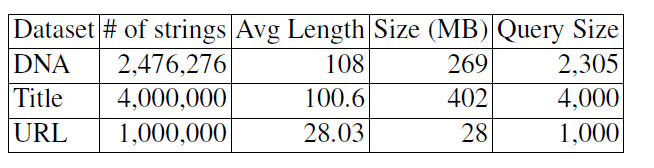 Dataset # of strings Avg Length Size (MB) Query Size
DNA 2,476,276 108 269 2,305
Title 4,000,000 100.6 402 4,000
URL 1,000,000 28.03 28 1,000